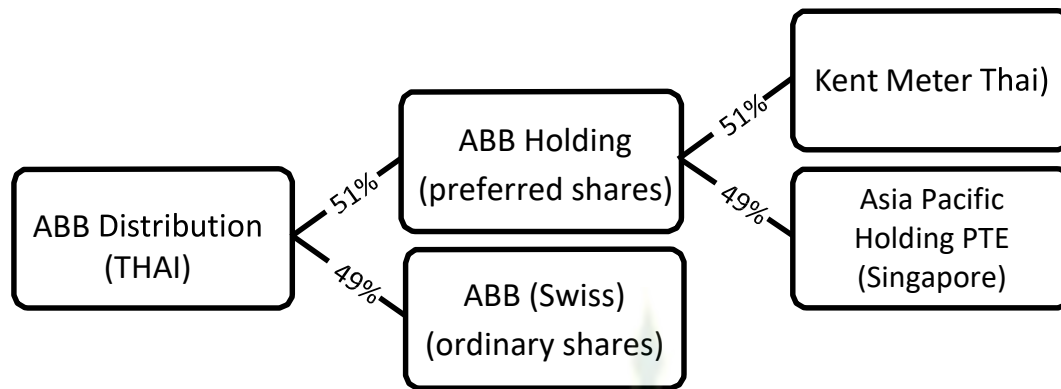 ABB Distribution
(THAI)
51%
49%
ABB Holding
(preferred shares)
ABB (Swiss)
(ordinary shares)
51%
49%
Kent Meter Thai)
Asia Pacific
Holding PTE
(Singapore)